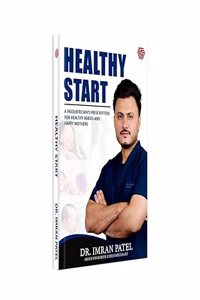 HEALTHY
START
A PAEDIATRICIAN'S PRESCRIPTION
FOR HEALTHY BABIES AND
HAPPY MOTHERS
DR. IMRAN PATEL
HEALTHY START
DR. IMRAN PATEL